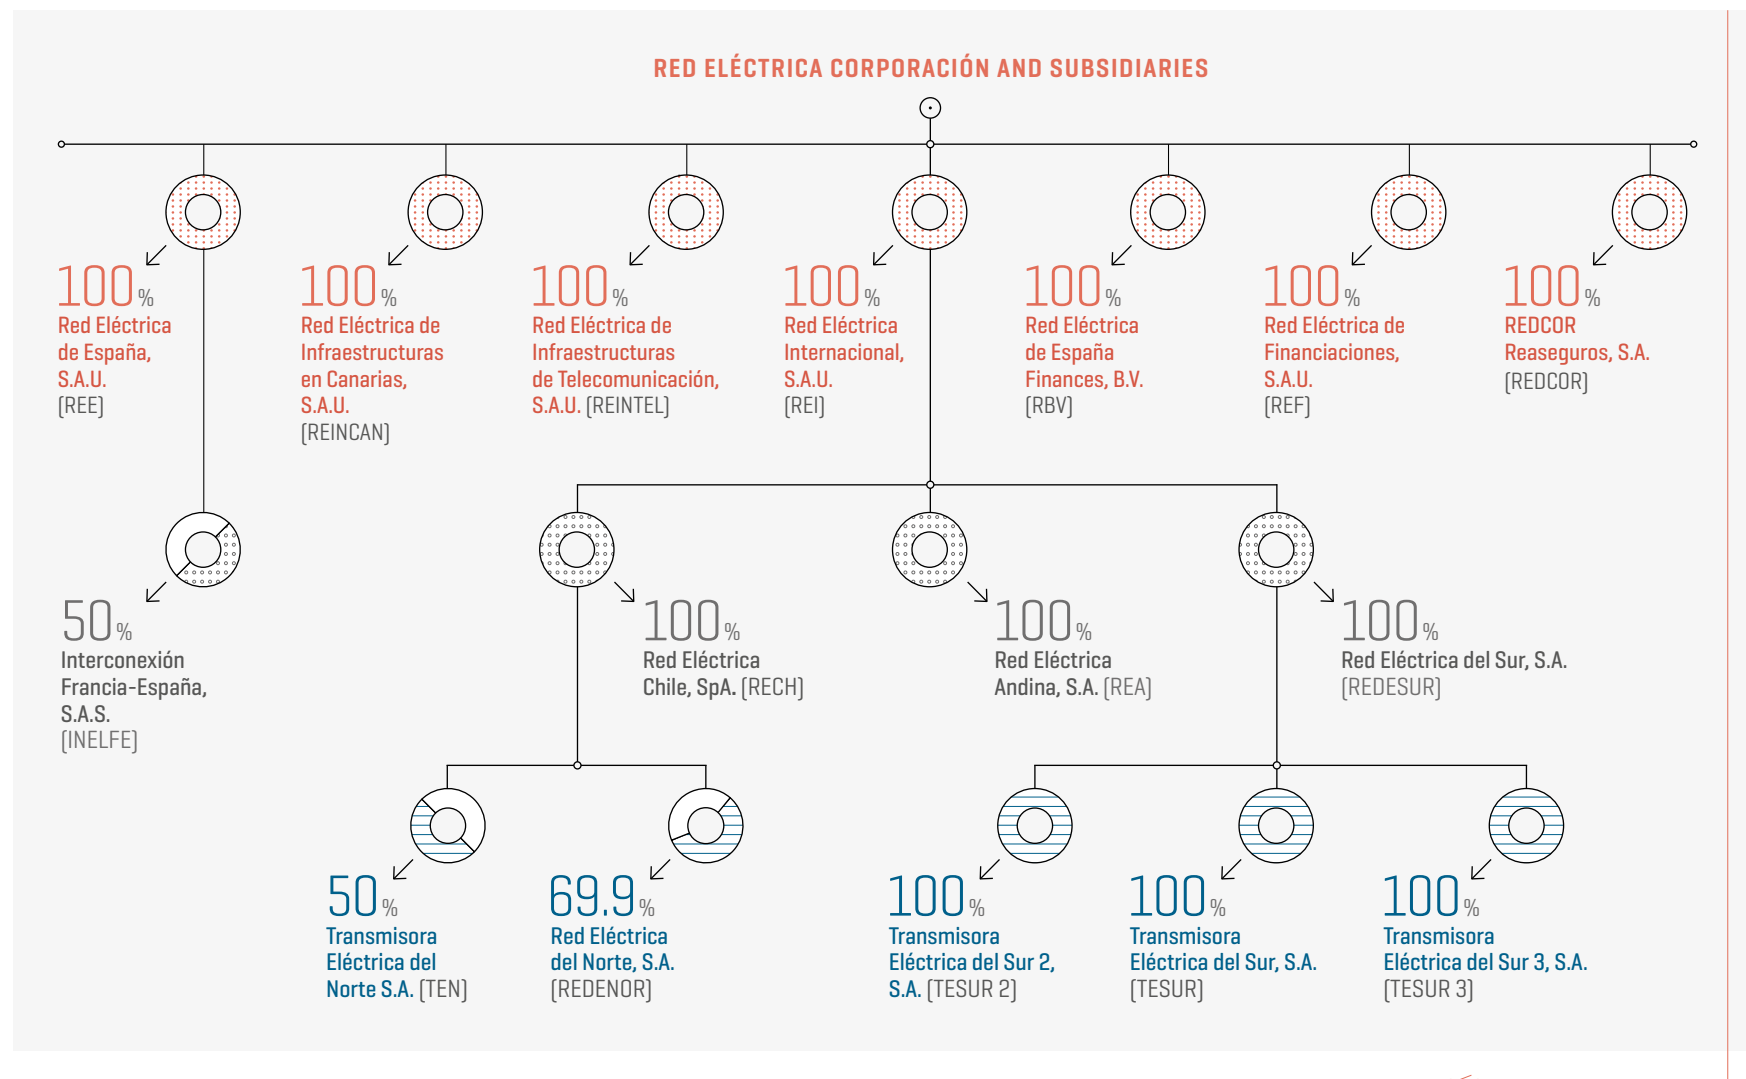 RED ELÉCTRICA CORPORACIÓN AND SUBSIDIARIES
100 %
Red Eléctrica
de España,
S.A.U.
[REE]
100 %
Red Eléctrica de
Infraestructuras
en Canarias,
S.A.U.
[REINCAN]
100 %
Red Eléctrica de
Infraestructuras
de Telecomunicación,
S.A.U. [REINTEL]
100 %
Red Eléctrica
Internacional,
S.A.U.
[REI]
100 %
Red Eléctrica
de España
Finances, B.V.
[RBV]
100 %
Red Eléctrica de
Financiaciones,
S.A.U.
[REF]
100 %
REDCOR
Reaseguros, S.A.
[REDCOR]
50 %
Interconexión
Francia-España,
S.A.S.
[INELFE]
100 %
Red Eléctrica
Chile, SpA. [RECH]
100 %
Red Eléctrica
Andina, S.A. [REA]
100 %
Red Eléctrica del Sur, S.A.
[REDESUR]
50 %
Transmisora
Eléctrica del
Norte S.A. [TEN]
69.9 %
Red Eléctrica
del Norte, S.A.
[REDENOR]
100 %
Transmisora
Eléctrica del Sur 2,
S.A. [TESUR 2]
100 %
Transmisora
Eléctrica del Sur, S.A.
[TESUR]
100 %
Transmisora
Eléctrica del Sur 3, S.A.
[TESUR 3]